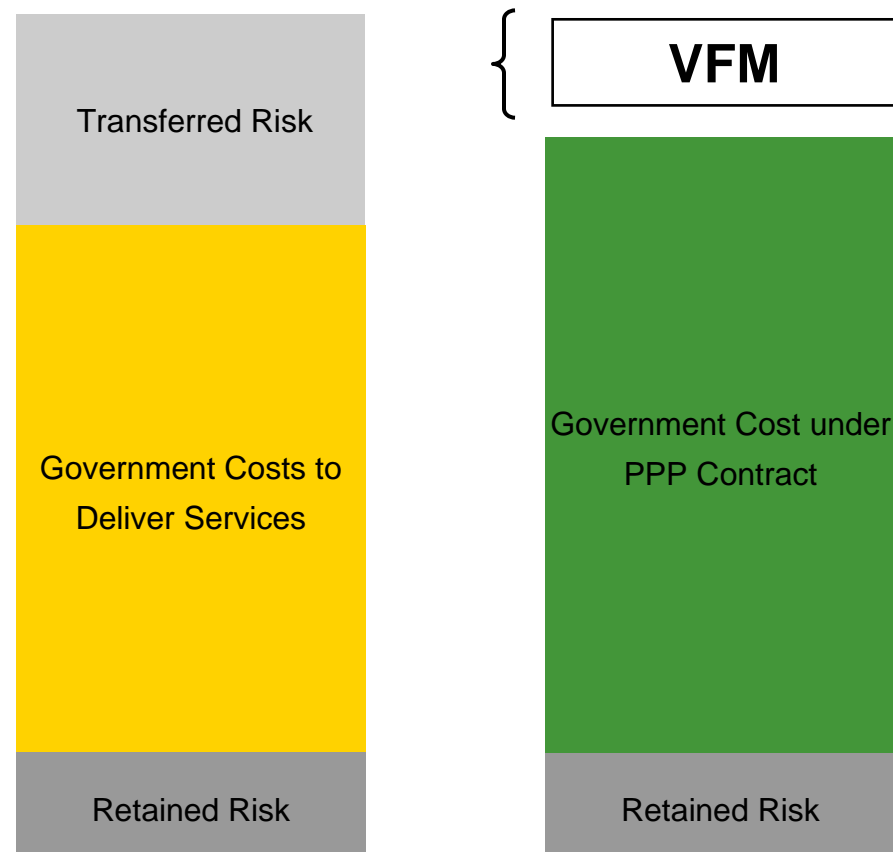 Transferred Risk
Government Costs to
Deliver Services
Retained Risk
VFM
Government Cost under
PPP Contract
Retained Risk